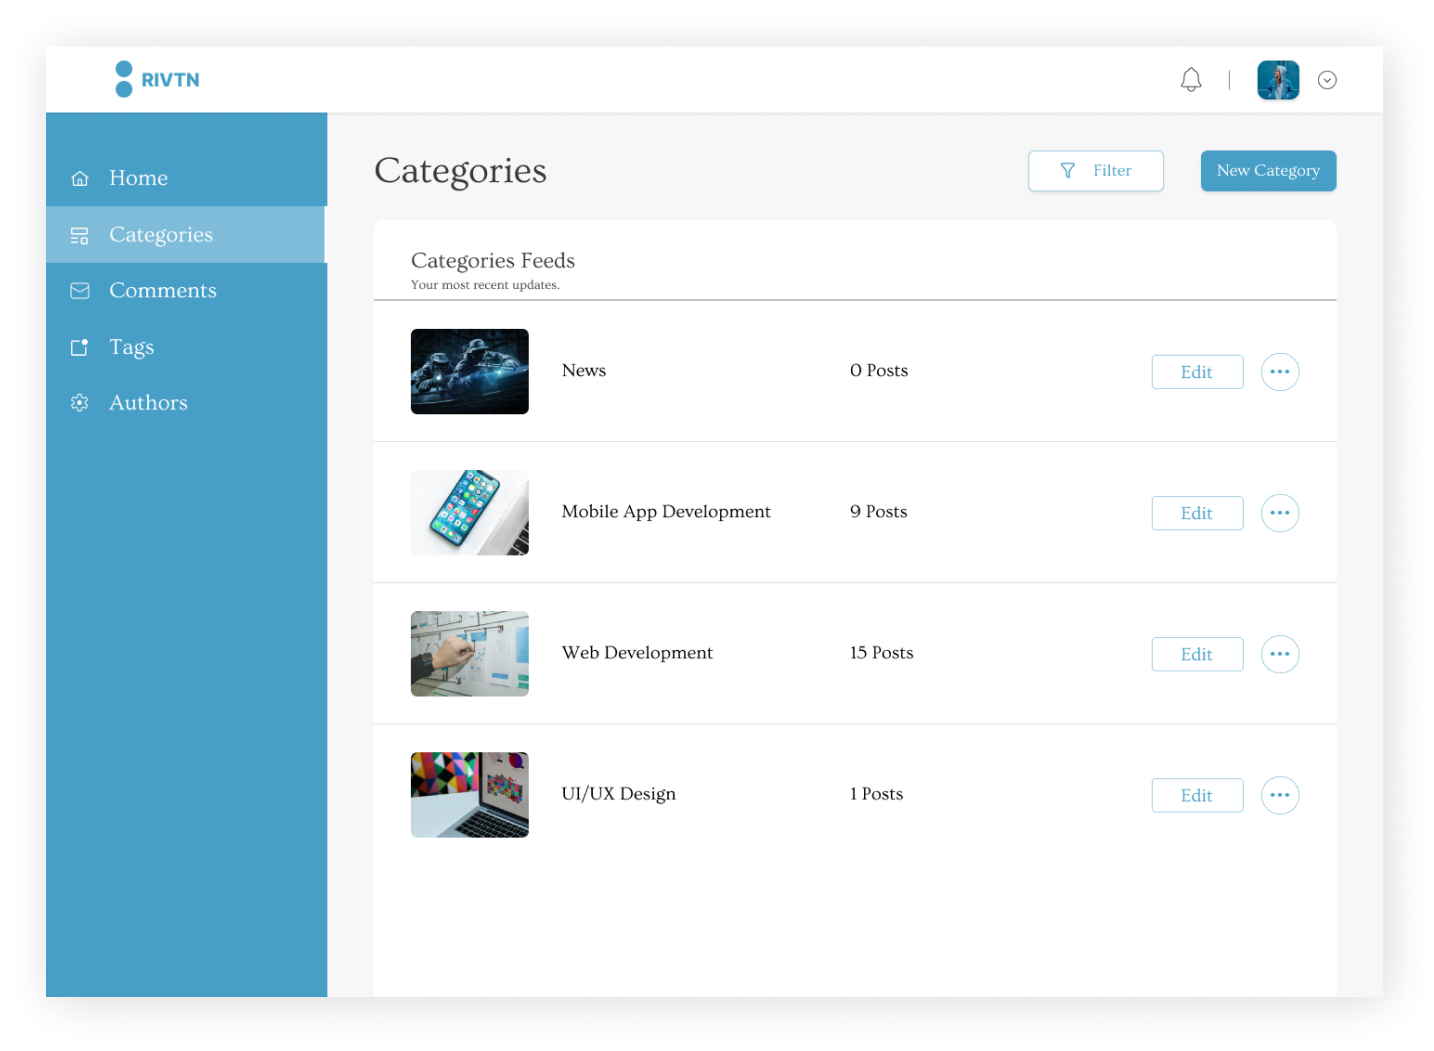 RIVTN
Home
Categories
Comments
Tags
Authors
Categories
Filter
New Category
Categories Feeds
Your most recent updates.
News
0 Posts
Edit
Mobile App Development
9 Posts
Edit
Web Development
15 Posts
Edit
UI/UX Design
1 Posts
Edit